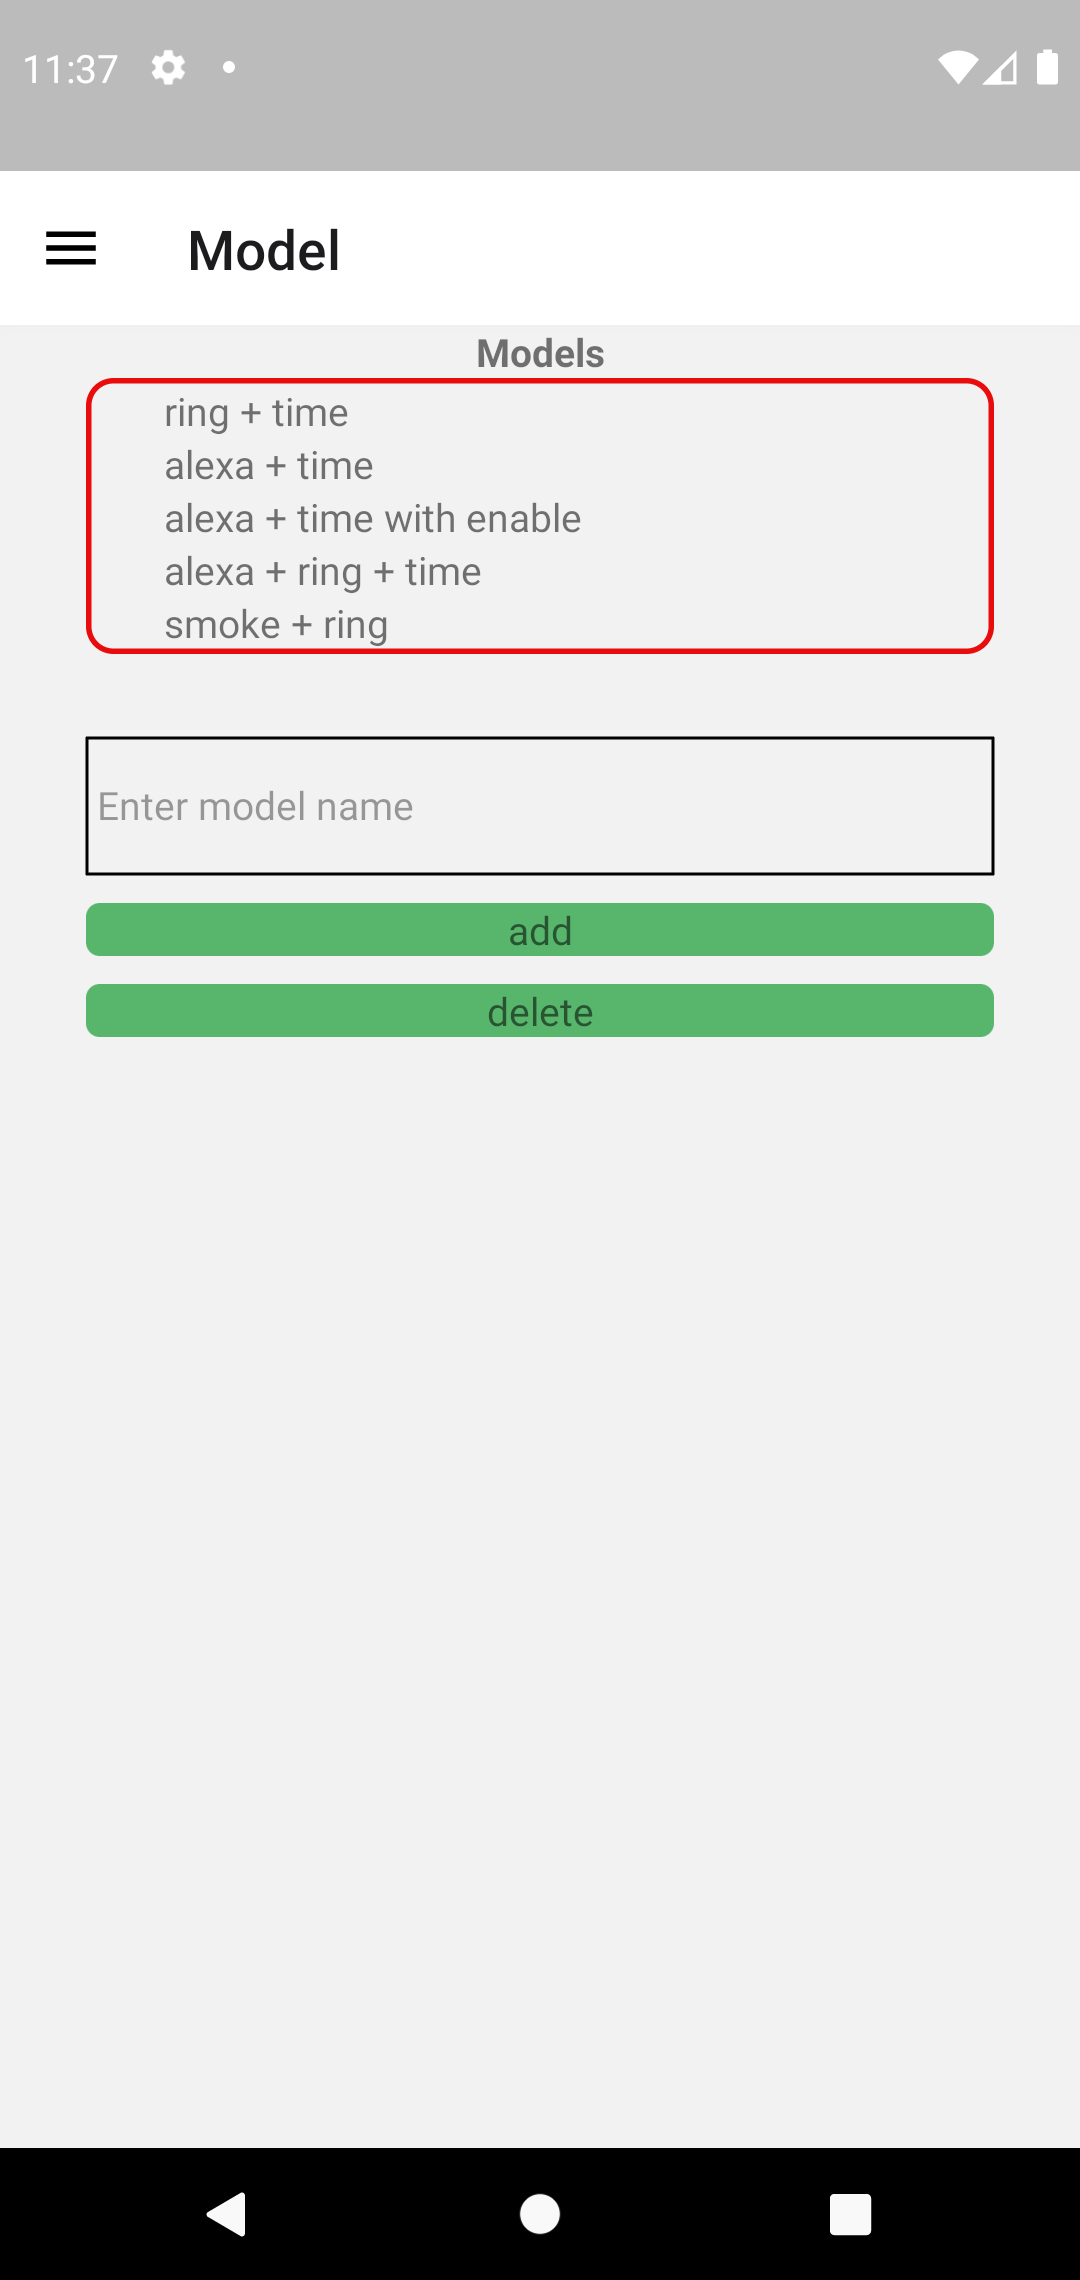 11:37
Model
Models
ring + time
alexa + time
alexa + time with enable
alexa + ring + time
smoke + ring
Enter model name
add
delete